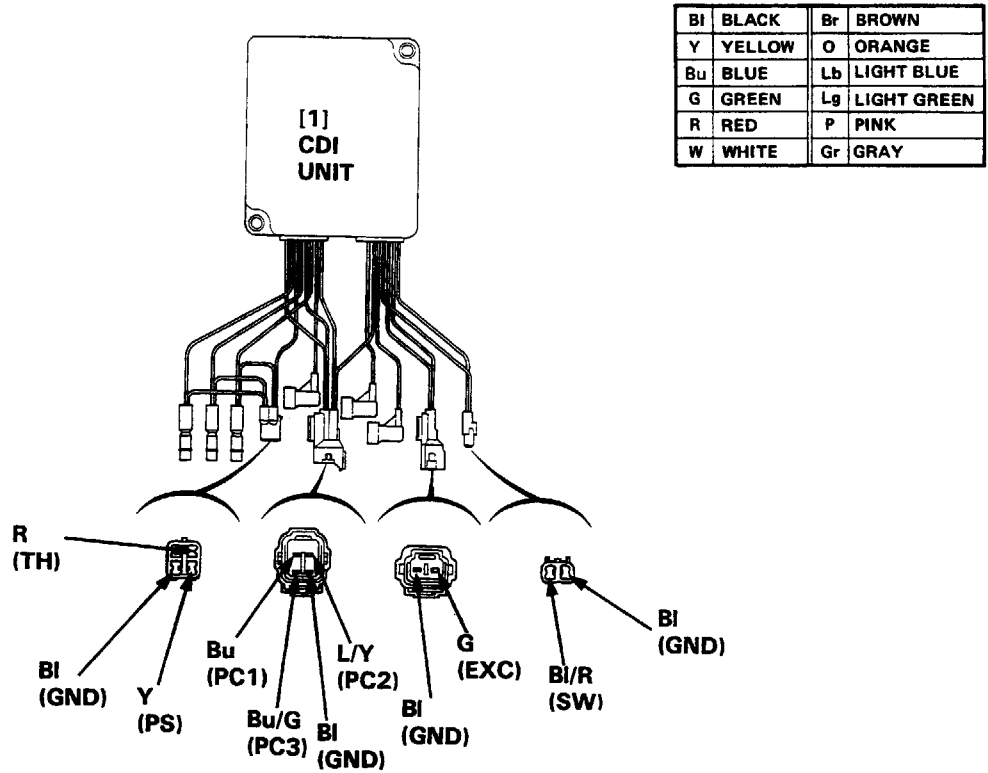 Bl BLACK Br BROWN
Y YELLOW O ORANGE
Bu BLUE Lb LIGHT BLUE
G GREEN Lg LIGHT GREEN
R RED P PINK
W WHITE Gr GRAY
[1]
CDI
UNIT
R
(TH)
Bl
(GND)
Y
(PS)
Bu
(PC1)
Bu/G
(PC3)
Bl
(GND)
L/Y
(PC2)
Bl
(GND)
G
(EXC)
Bl/R
(SW)
Bl
(GND)